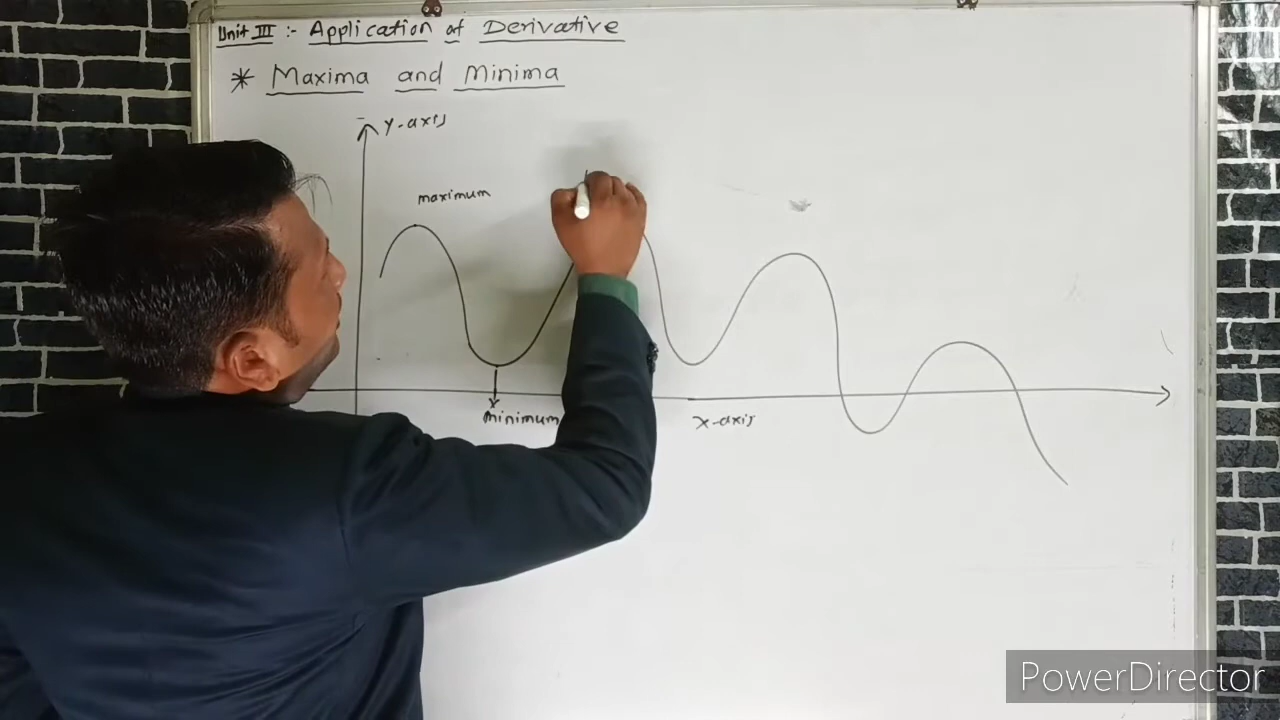 Unit III :- Application of Derivative
* Maxima and Minima
y-axis
maximum
minimum
x-axis
PowerDirector